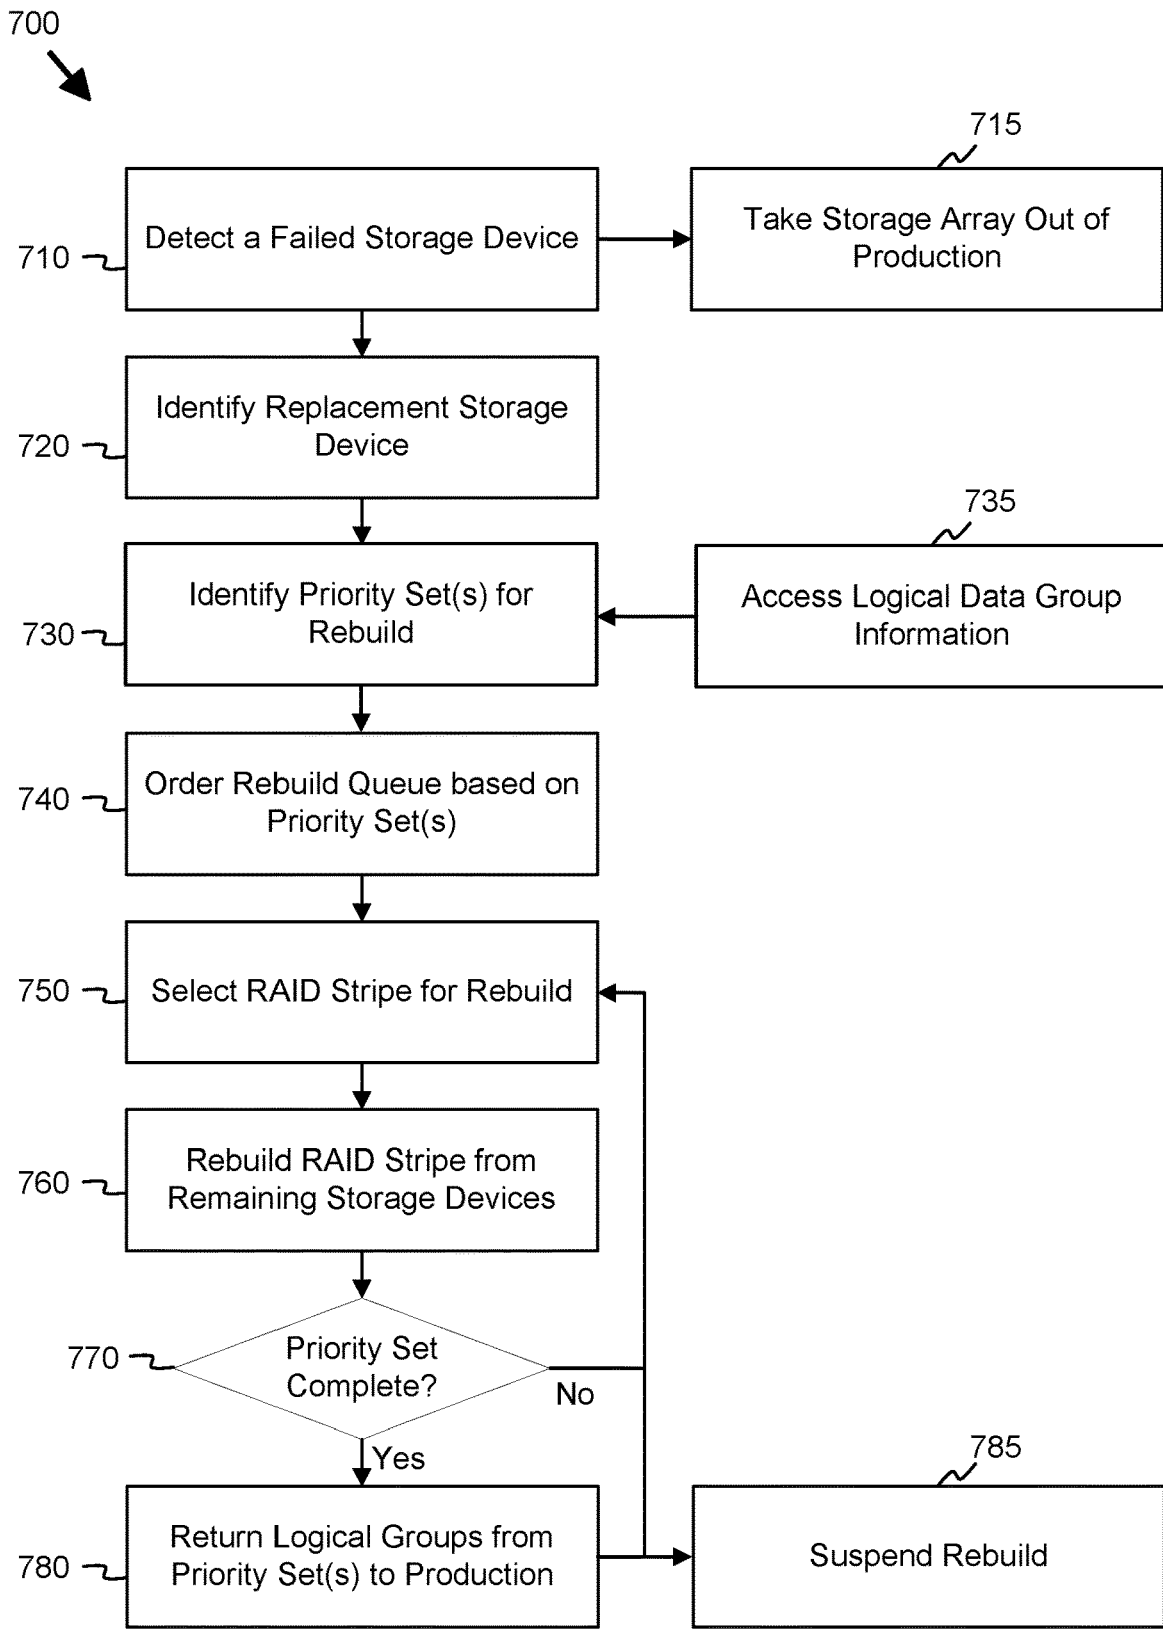 700
715
Detect a Failed Storage Device
Take Storage Array Out of
Production
710
Identify Replacement Storage
Device
720
735
Identify Priority Set(s) for
Rebuild
Access Logical Data Group
Information
730
Order Rebuild Queue based on
Priority Set(s)
740
Select RAID Stripe for Rebuild
750
Rebuild RAID Stripe from
Remaining Storage Devices
760
Priority Set
Complete?
770
No
Yes
785
Return Logical Groups from
Priority Set(s) to Production
780
Suspend Rebuild